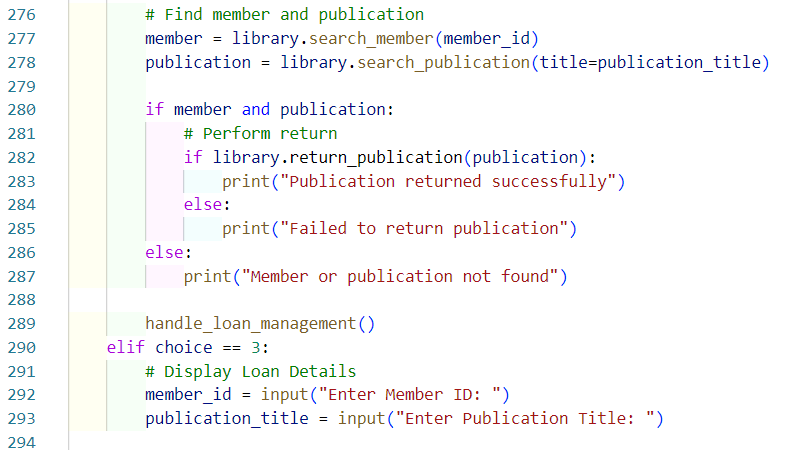 276 # Find member and publication
277 member = library.search_member(member_id)
278 publication = library.search_publication(title=publication_title)
279
280 if member and publication:
281 # Perform return
282 if library.return_publication(publication):
283 print("Publication returned successfully")
284 else:
285 print("Failed to return publication")
286 else:
287 print("Member or publication not found")
288
289 handle_loan_management()
290 elif choice == 3:
291 # Display Loan Details
292 member_id = input("Enter Member ID: ")
293 publication_title = input("Enter Publication Title: ")
294